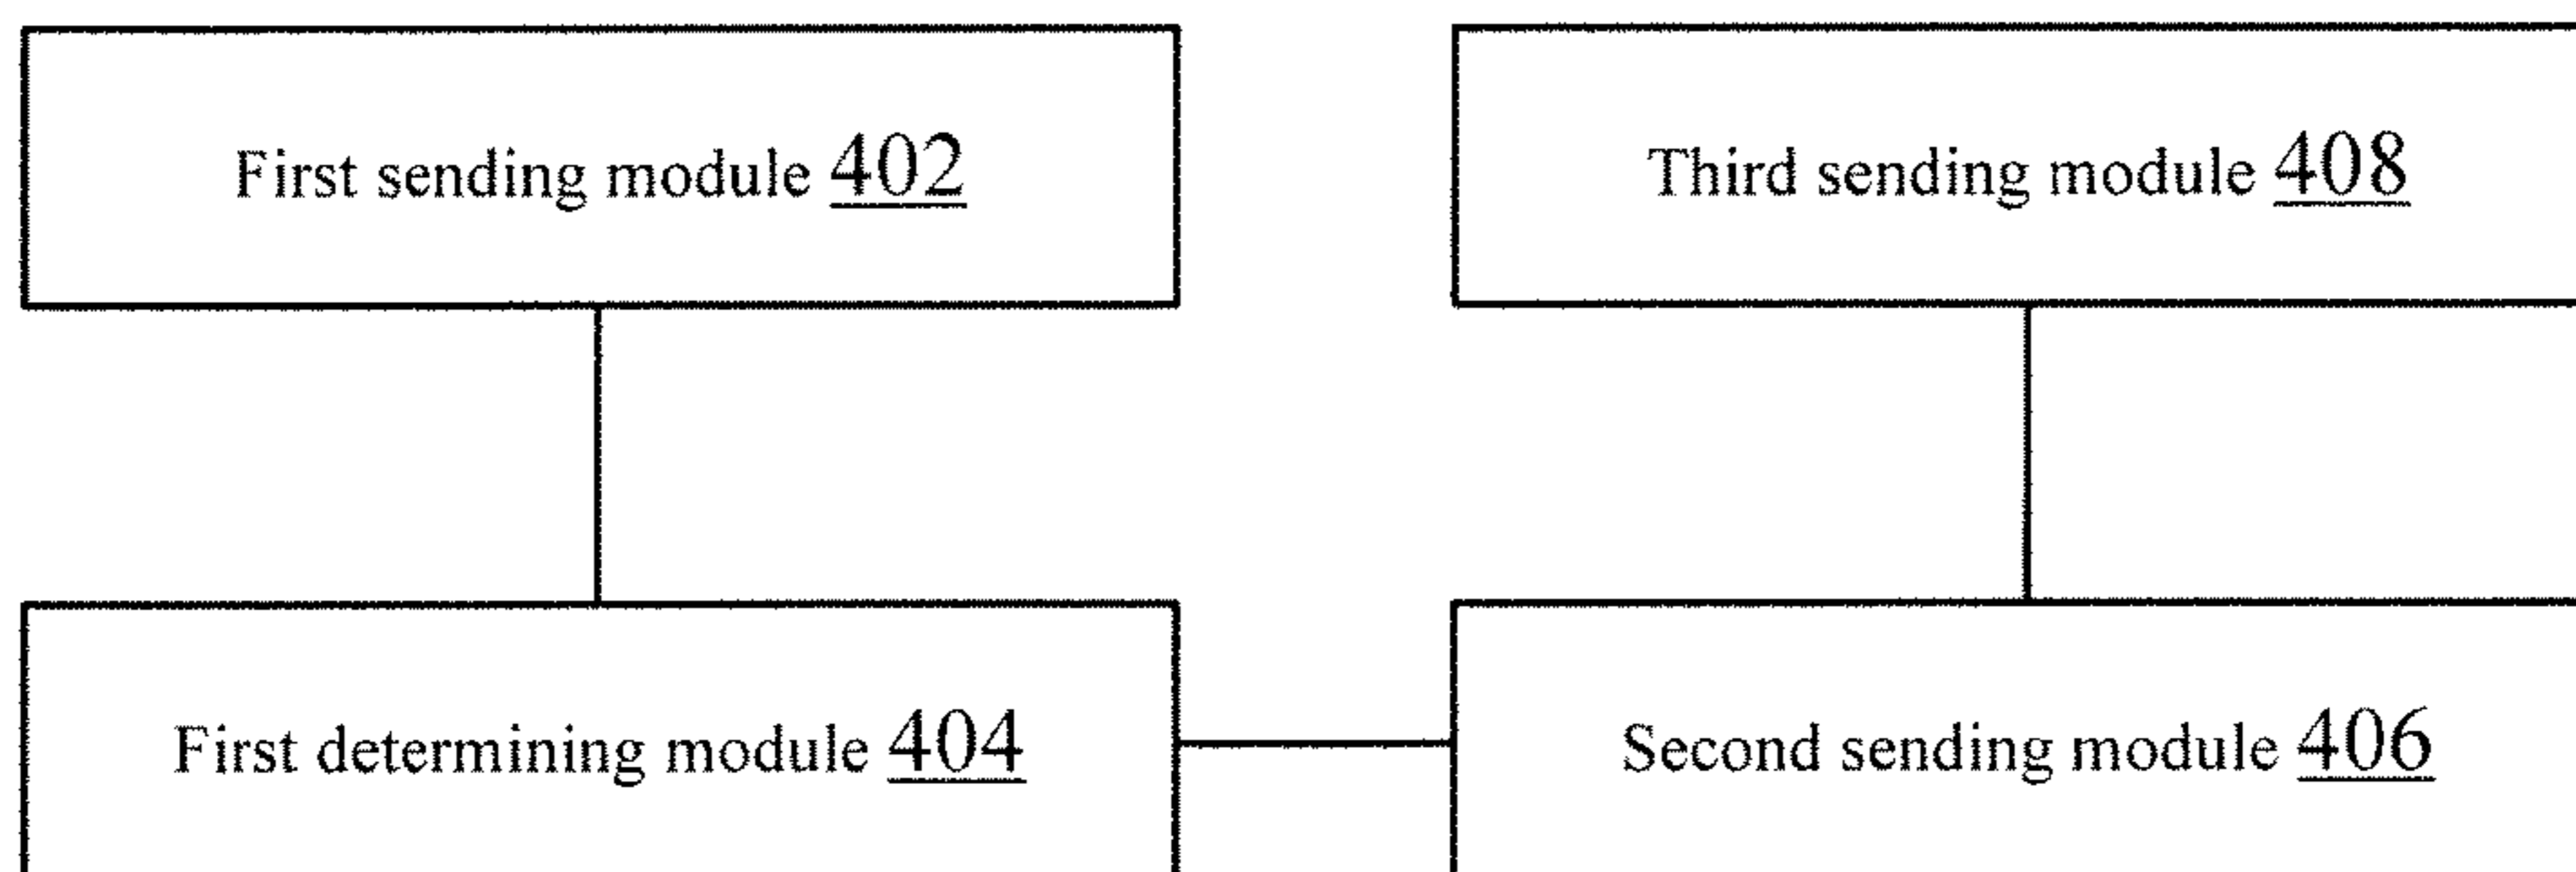 First sending module 402
Third sending module 408
First determining module 404
Second sending module 406